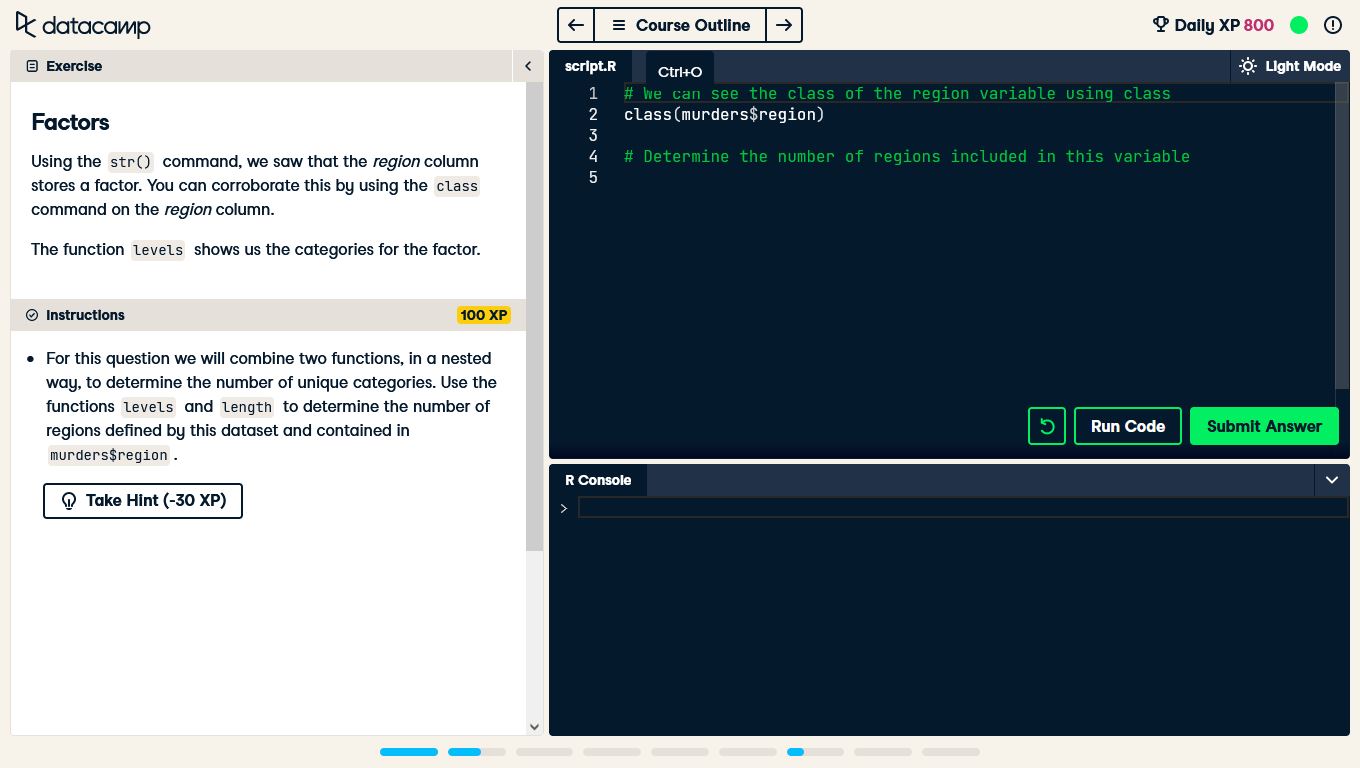 datacamp
Course Outline
Daily XP 800
Exercise
Factors
Using the str() command, we saw that the region column
stores a factor. You can corroborate this by using the class
command on the region column.
The function levels shows us the categories for the factor.
Instructions
100 XP
For this question we will combine two functions, in a nested
way, to determine the number of unique categories. Use the
functions levels and length to determine the number of
regions defined by this dataset and contained in
murders$region .
Take Hint (-30 XP)
script.R
Ctrl+O
Light Mode
1 # We can see the class of the region variable using class
2 class(murders$region)
3
4 # Determine the number of regions included in this variable
5
Run Code
Submit Answer
R Console
>